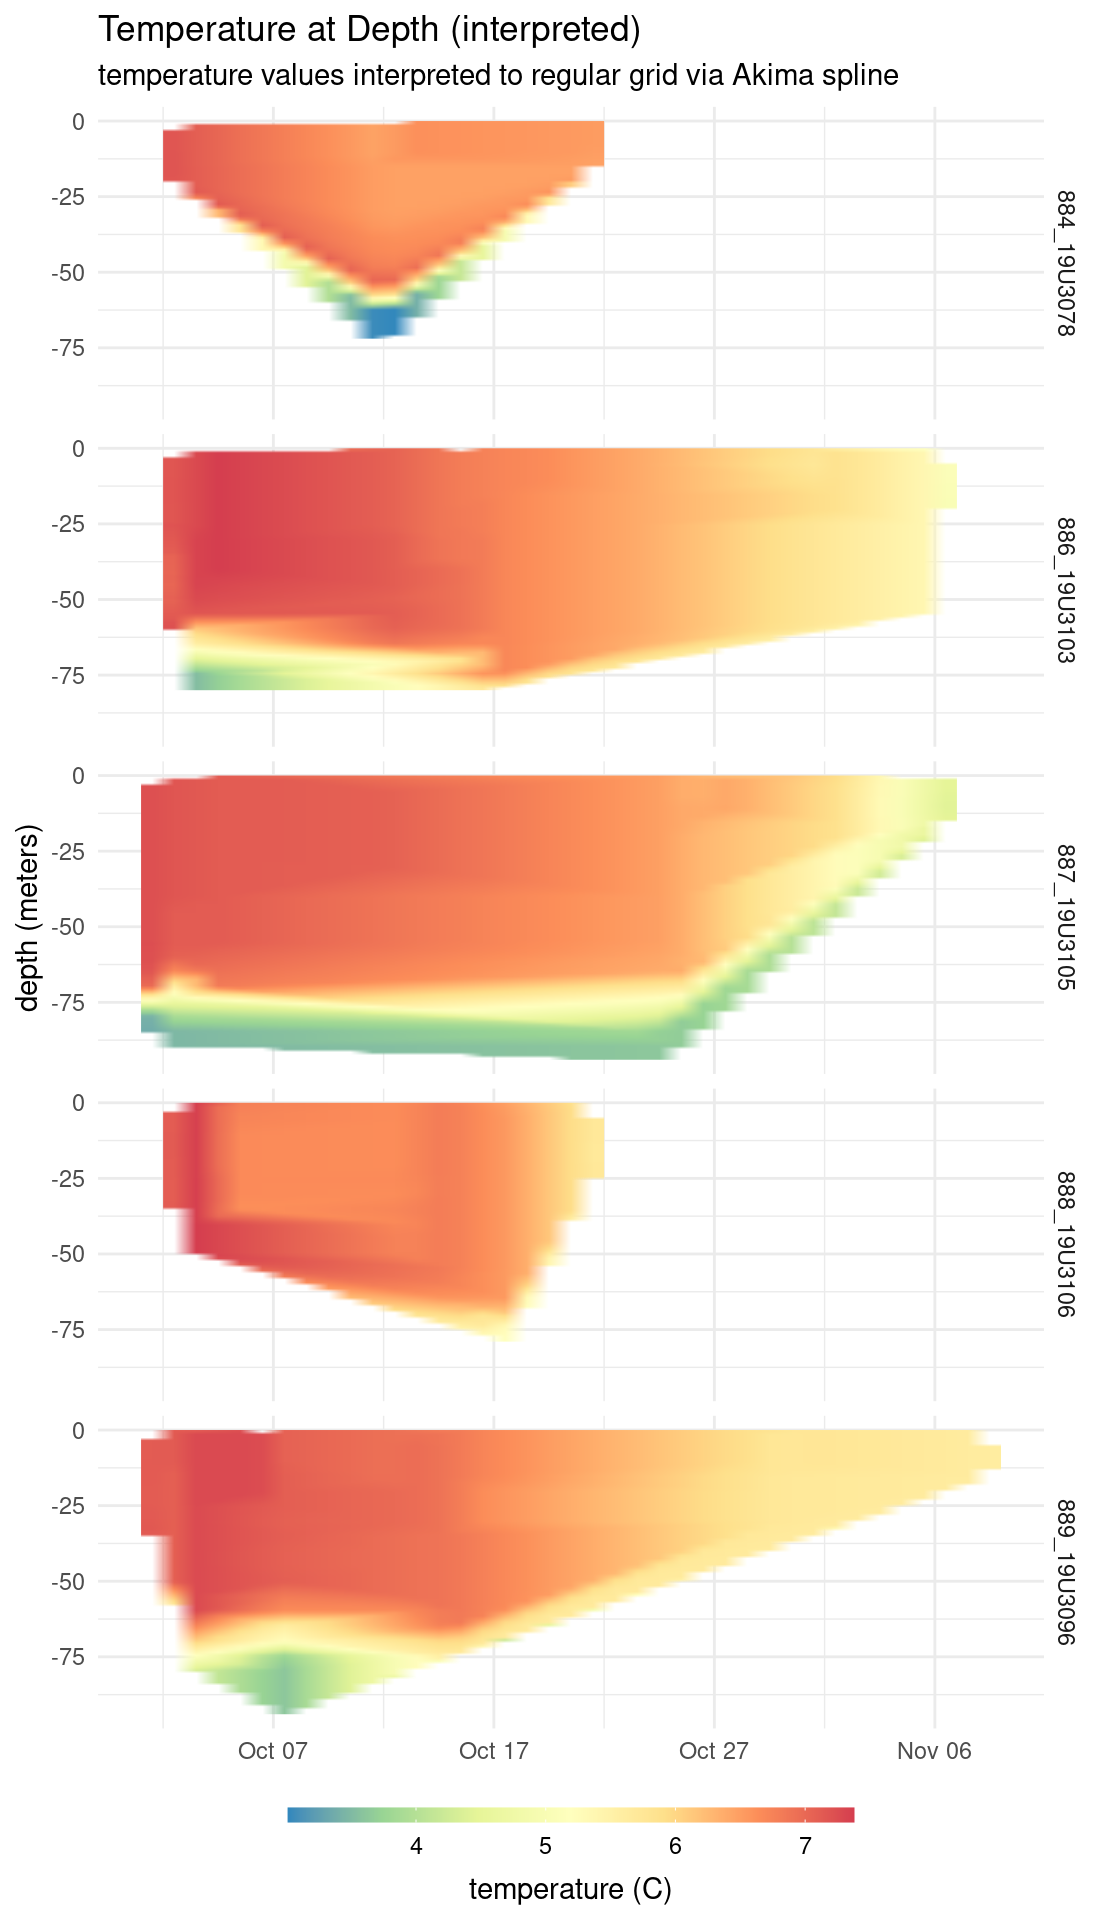 Temperature at Depth (interpreted)
temperature values interpreted to regular grid via Akima spline
0
-25
-50
-75
884_19U3078
0
-25
-50
-75
886_19U3103
depth (meters)
0
-25
-50
-75
887_19U3105
0
-25
-50
-75
888_19U3106
0
-25
-50
-75
889_19U3096
Oct 07 Oct 17 Oct 27 Nov 06
4 5 6 7
temperature (C)